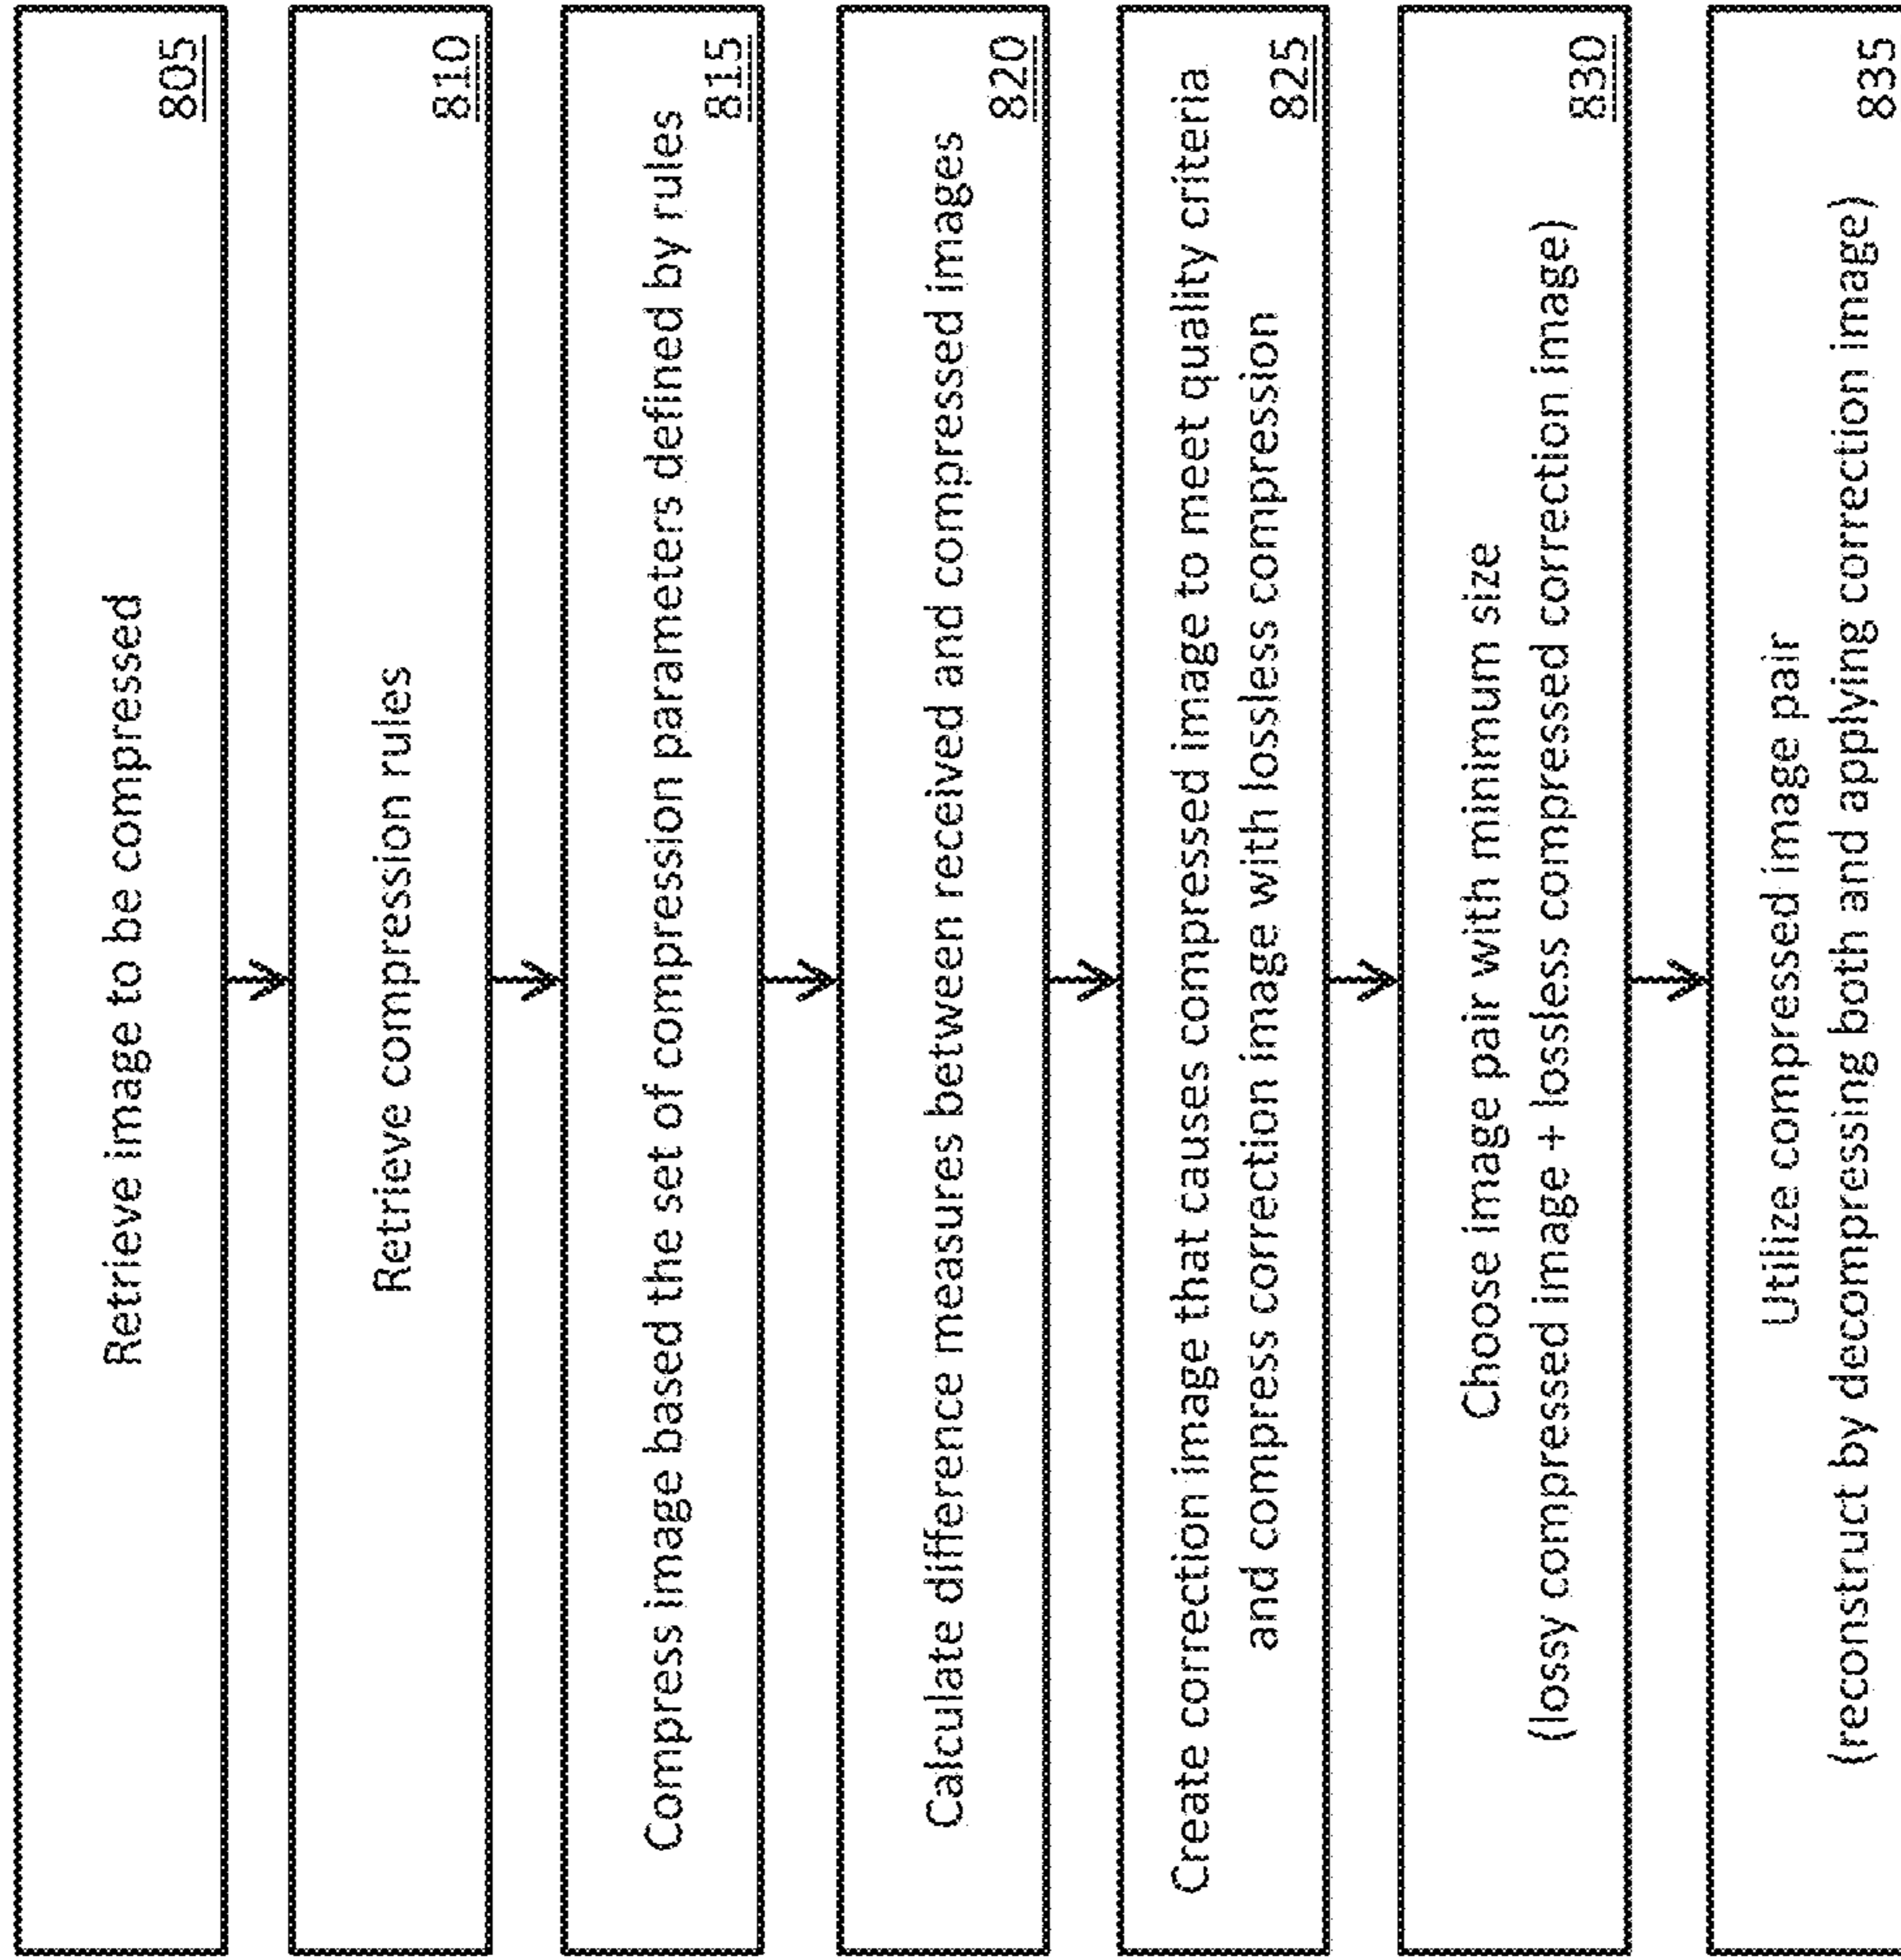 Retrieve image to be compressed
805
Retrieve compression rules
810
Compress image based the set of compression parameters defined by rules
815
Calculate difference measures between received and compressed images
820
Create correction image that causes compressed image to meet quality criteria
and compress correction image with lossless compression
825
Choose image pair with minimum size
(lossy compressed image + lossless compressed correction image)
830
Utilize compressed image pair
(reconstruct by decompressing both and applying correction image)
835